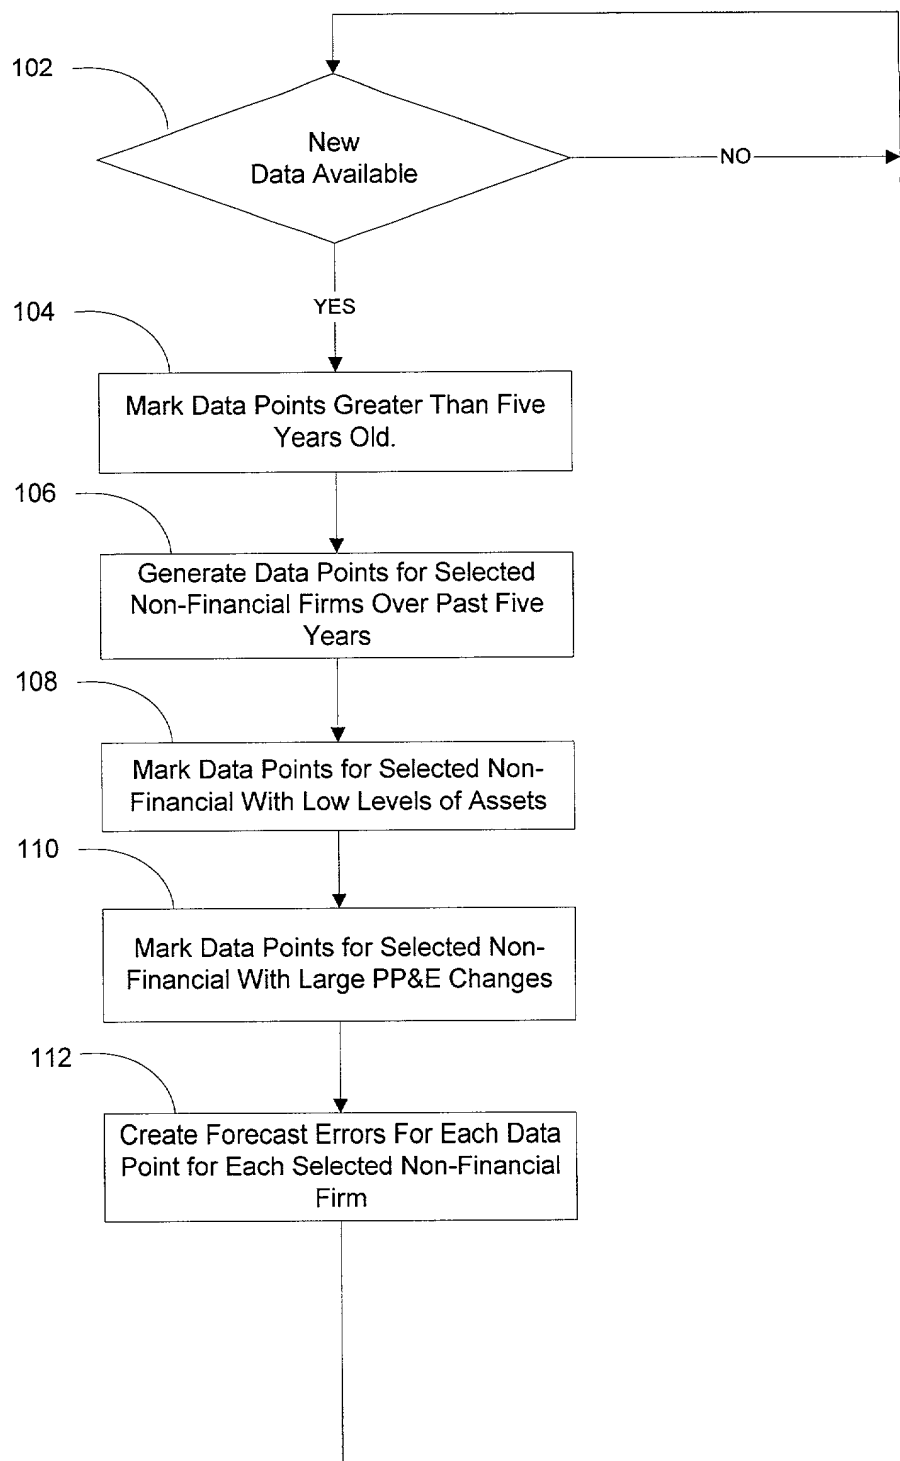 102
New
Data Available
NO
YES
104
Mark Data Points Greater Than Five
Years Old.
106
Generate Data Points for Selected
Non-Financial Firms Over Past Five
Years
108
Mark Data Points for Selected Non-
Financial With Low Levels of Assets
110
Mark Data Points for Selected Non-
Financial With Large PP&E Changes
112
Create Forecast Errors For Each Data
Point for Each Selected Non-Financial
Firm